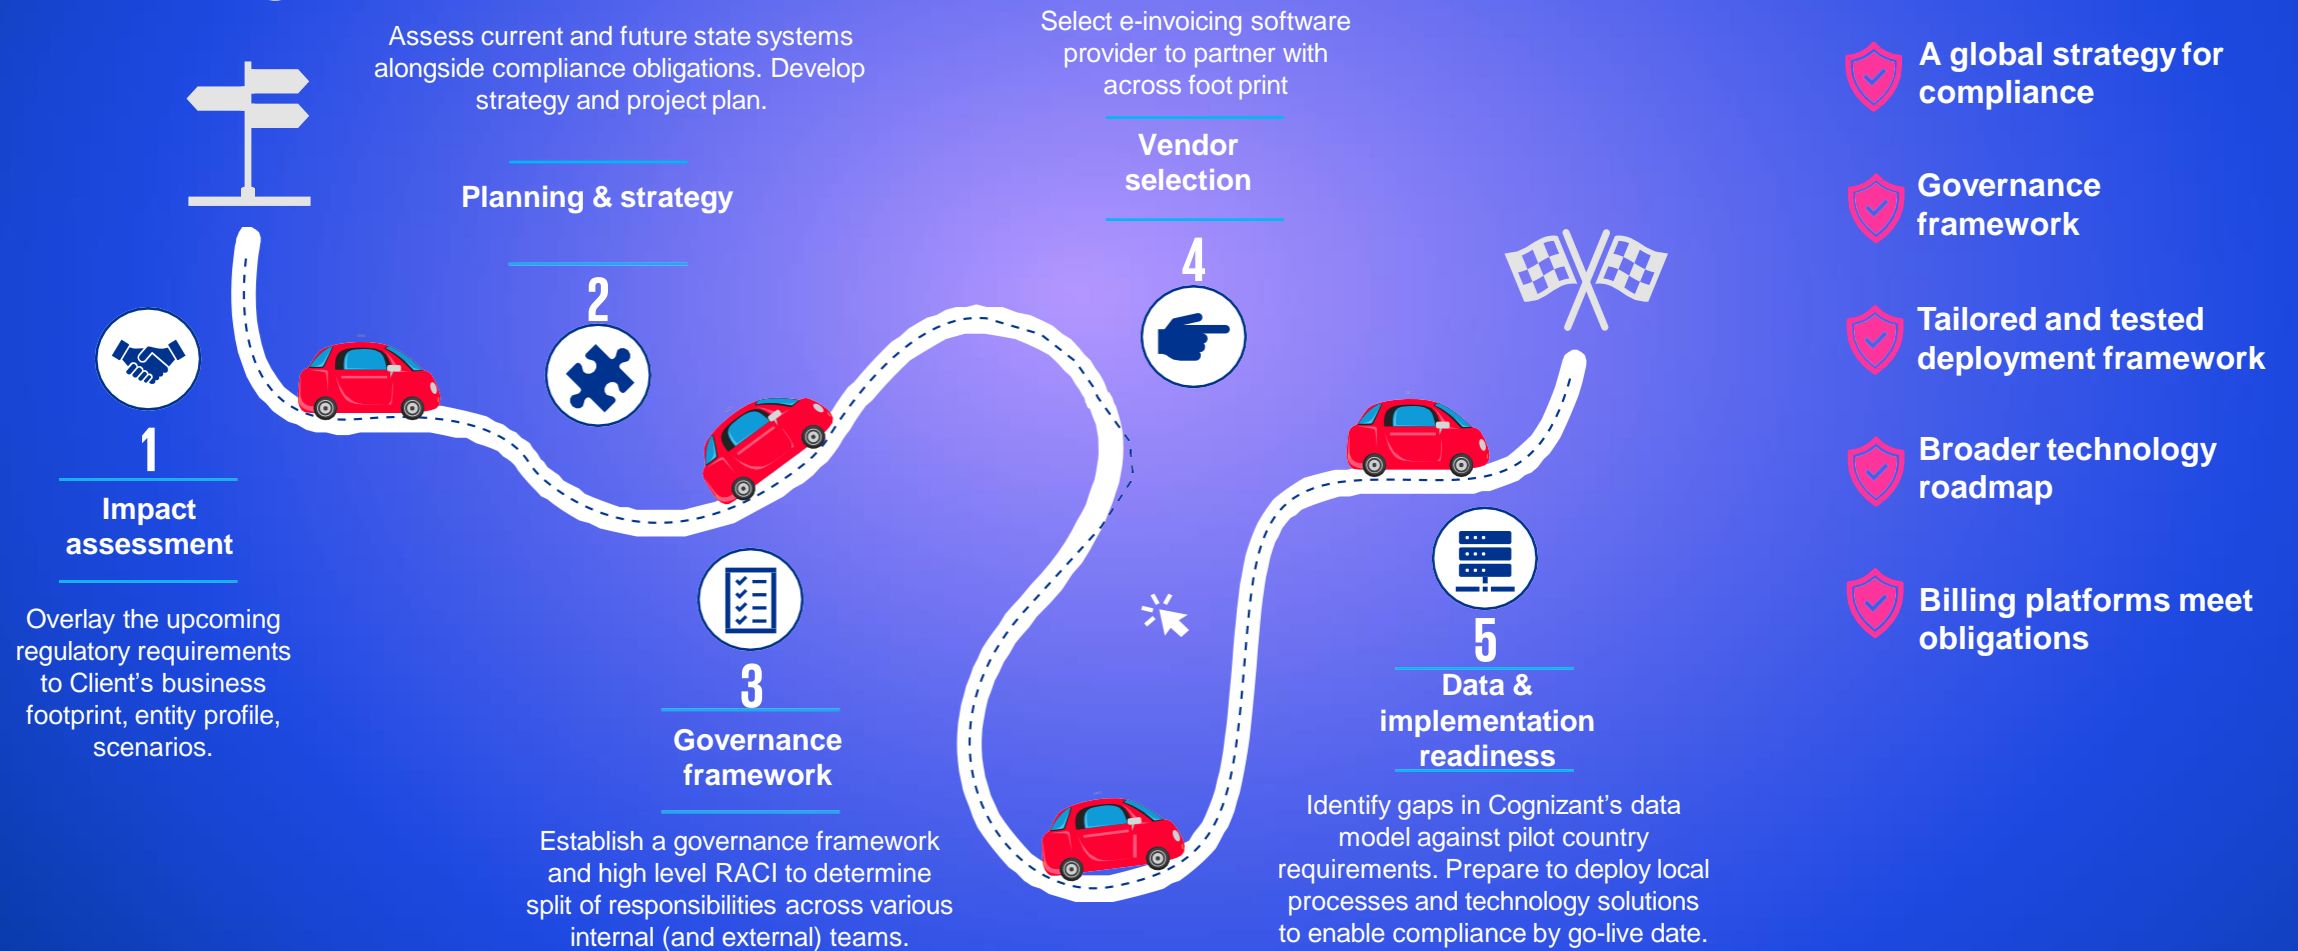 1
Impact
assessment
Overlay the upcoming
regulatory requirements
to Client's business
footprint, entity profile,
scenarios.
Assess current and future state systems
alongside compliance obligations. Develop
strategy and project plan.
Planning & strategy
2
3
Governance
framework
Establish a governance framework
and high level RACI to determine
split of responsibilities across various
internal (and external) teams.
Select e-invoicing software
provider to partner with
across foot print
Vendor
selection
4
5
Data &
implementation
readiness
Identify gaps in Cognizant's data
model against pilot country
requirements. Prepare to deploy local
processes and technology solutions
to enable compliance by go-live date.
A global strategy for
compliance
Governance
framework
Tailored and tested
deployment framework
Broader technology
roadmap
Billing platforms meet
obligations